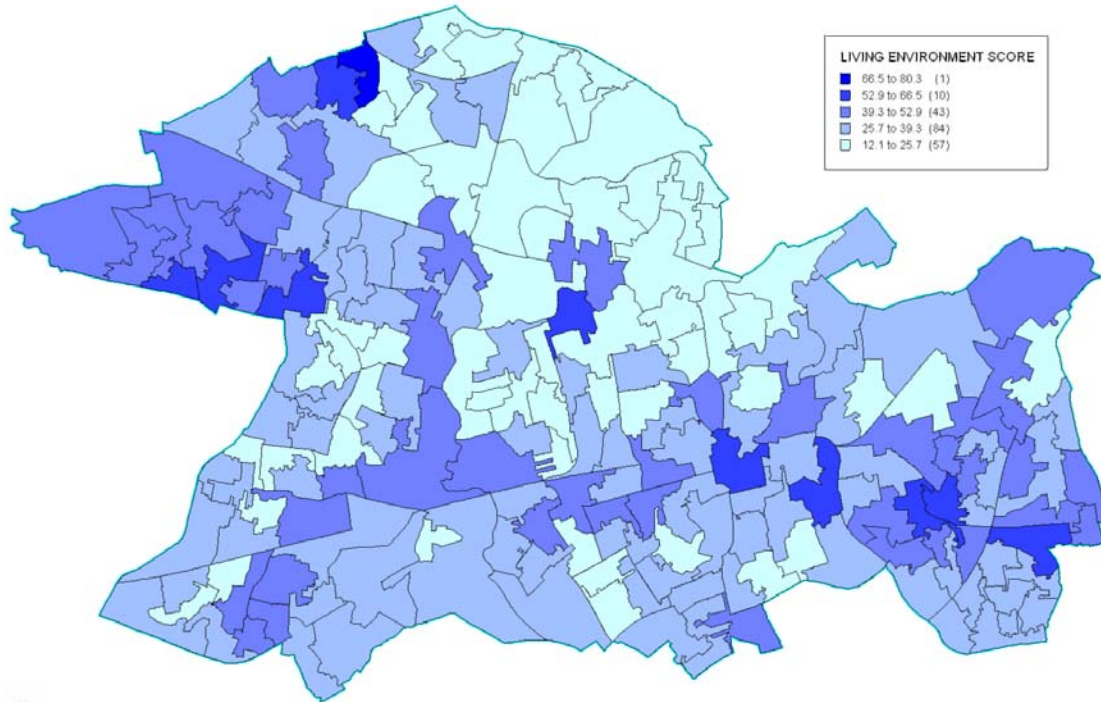 LIVING ENVIRONMENT SCORE
66.5 to 80.3 (1)
52.9 to 66.5 (10)
39.3 to 52.9 (43)
25.7 to 39.3 (84)
12.1 to 25.7 (57)